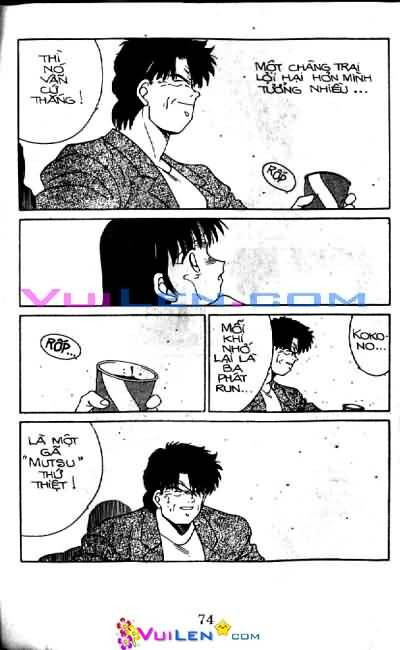 THÌ
NÓ
VẪN
CỨ
THẮNG!
MỘT CHÀNG TRAI
LỢI HẠI HƠN MÌNH
TƯỞNG NHIỀU...
RỐP
VUILEN.COM
RỐP...
MỖI
KHI
NHỚ
LẠI LÀ
BA
PHÁT
RUN...
KOKO-
NO...
LÀ MỘT
GÃ
"MUTSU"
THỨ
THIỆT!
74
VUILEN.COM